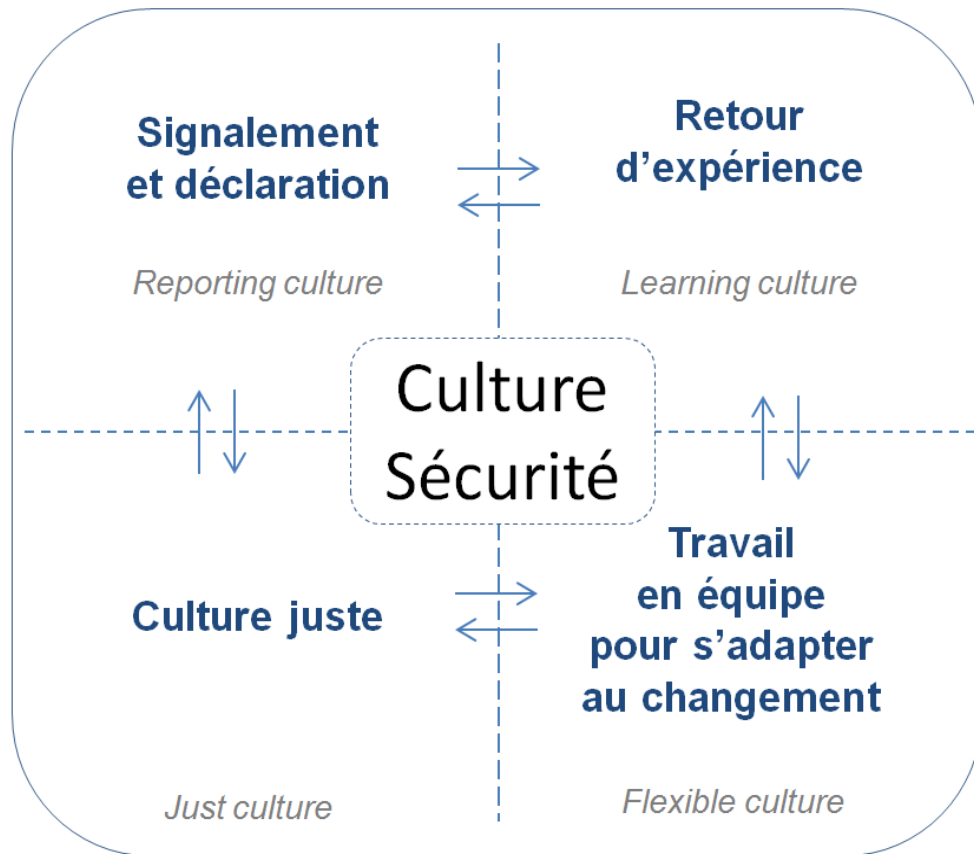 Signalement
et déclaration
Reporting culture
Retour
d’expérience
Learning culture
Culture
Sécurité
Culture juste
Just culture
Travail
en équipe
pour s’adapter
au changement
Flexible culture